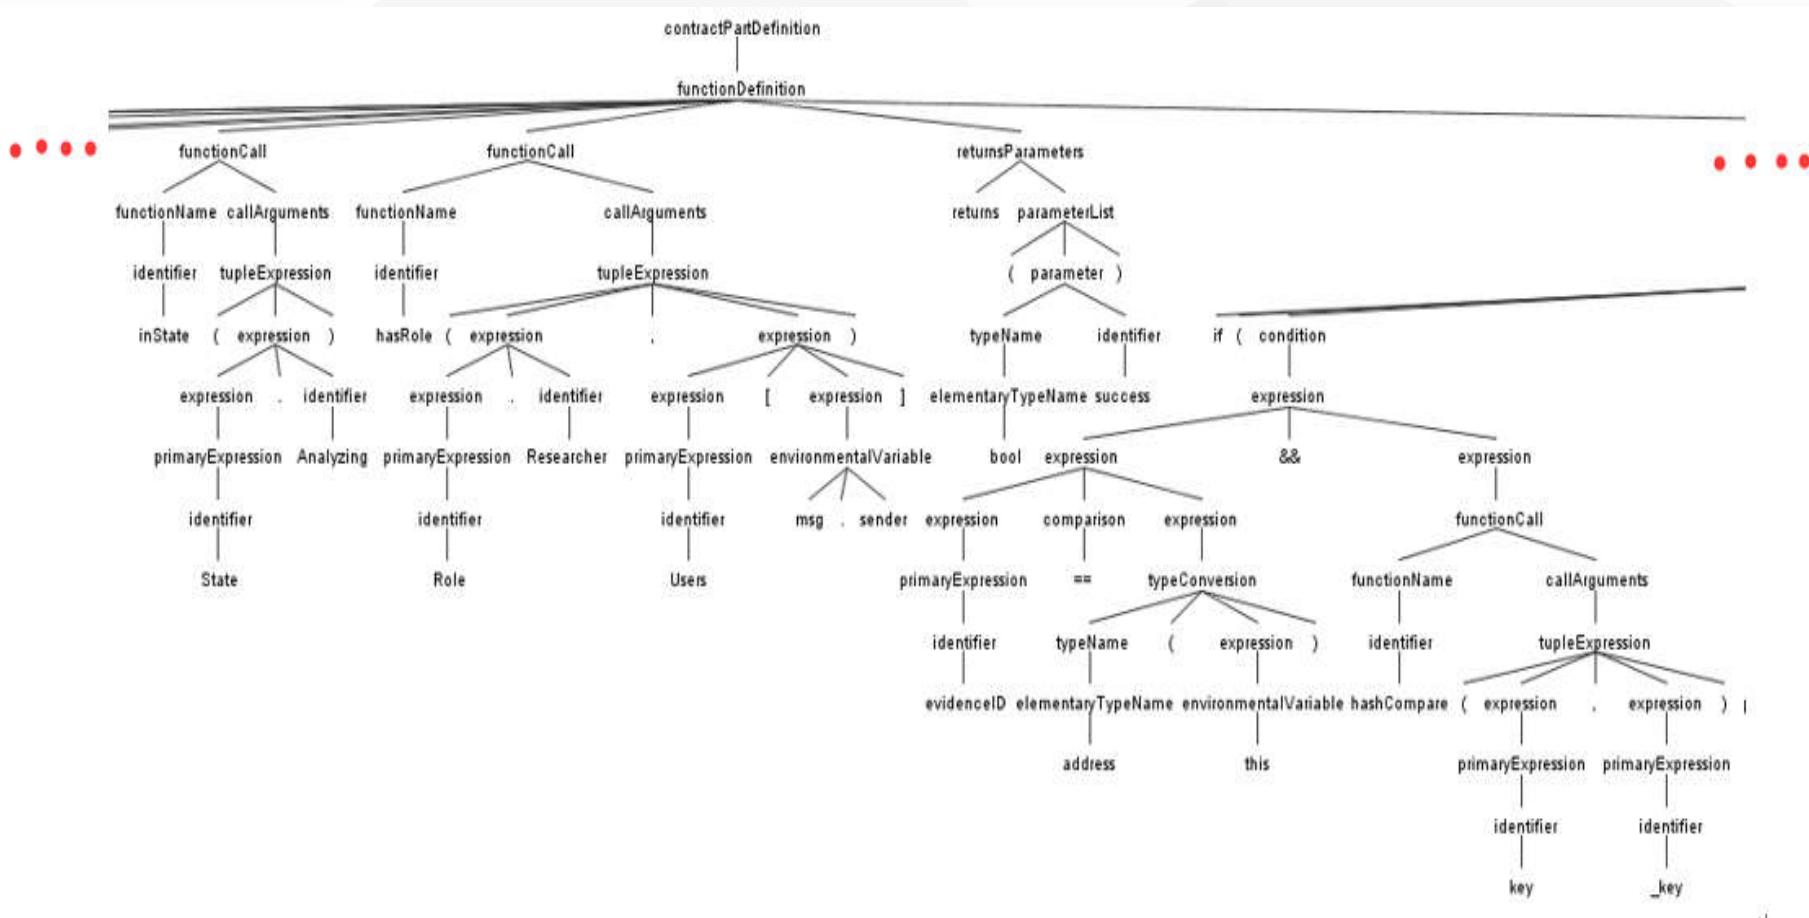 contractPartDefinition
functionDefinition
functionCall functionCall returnsParameters
functionName callArguments functionName callArguments returns parameterList
identifier tupleExpression identifier tupleExpression ( parameter )
inState ( expression ) hasRole ( expression , expression ) typeName identifier if ( condition
expression . identifier expression . identifier expression [ expression ] elementaryTypeName success expression
primaryExpression Analyzing primaryExpression Researcher primaryExpression environmentalVariable bool expression && expression
identifier identifier identifier msg . sender expression comparison expression functionCall
State Role Users primaryExpression == typeConversion functionName callArguments
identifier typeName ( expression ) identifier tupleExpression
evidenceID elementaryTypeName environmentalVariable hashCompare ( expression , expression )
address this primaryExpression primaryExpression
identifier identifier
key _key